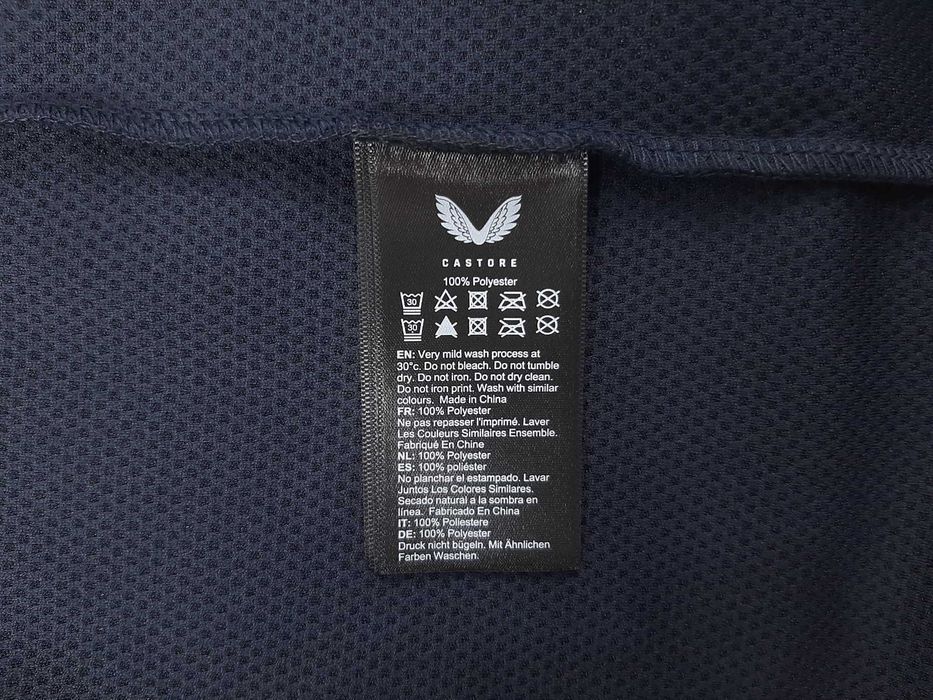 CASTORE
100% Polyester
30
30
EN: Very mild wash process at
30°c. Do not bleach. Do not tumble
dry. Do not iron. Do not dry clean.
Do not iron print. Wash with similar
colours. Made in China
FR: 100% Polyester
Ne pas repasser l'imprimé. Laver
Les Couleurs Similaires Ensemble.
Fabriqué En Chine
NL: 100% Polyester
ES: 100% poliéster
No planchar el estampado. Lavar
Juntos Los Colores Similares.
Secado natural a la sombra en
línea. Fabricado En China
IT: 100% Poliestere
DE: 100% Polyester
Druck nicht bügeln. Mit Ähnlichen
Farben Waschen.